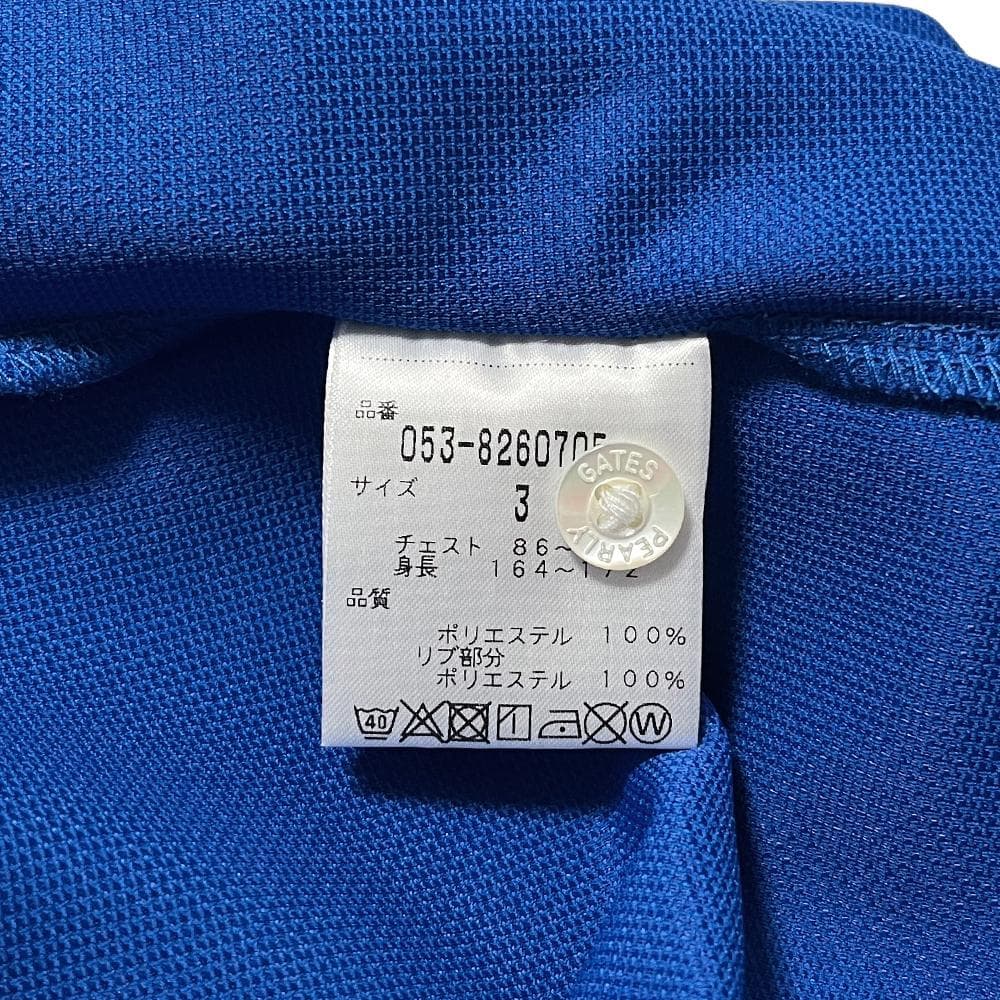 品番
053-8260705
サイズ
3
チェスト 86～
身長 164～172
品質
ポリエステル 100%
リブ部分
ポリエステル 100%
40
W
GATES
PEARLY